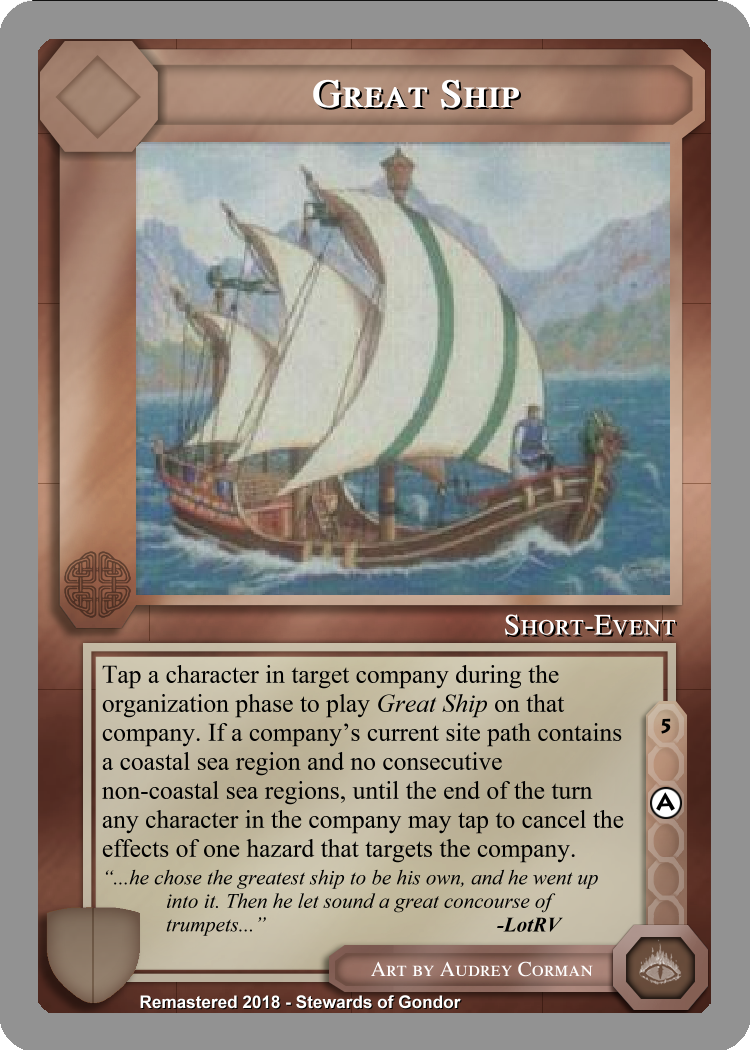 Great Ship
Short-Event
Tap a character in target company during the
organization phase to play Great Ship on that
company. If a company's current site path contains
a coastal sea region and no consecutive
non-coastal sea regions, until the end of the turn
any character in the company may tap to cancel the
effects of one hazard that targets the company.
5
A
“...he chose the greatest ship to be his own, and he went up
into it. Then he let sound a great concourse of
trumpets...” -LotRV
Art by Audrey Corman
Remastered 2018 - Stewards of Gondor